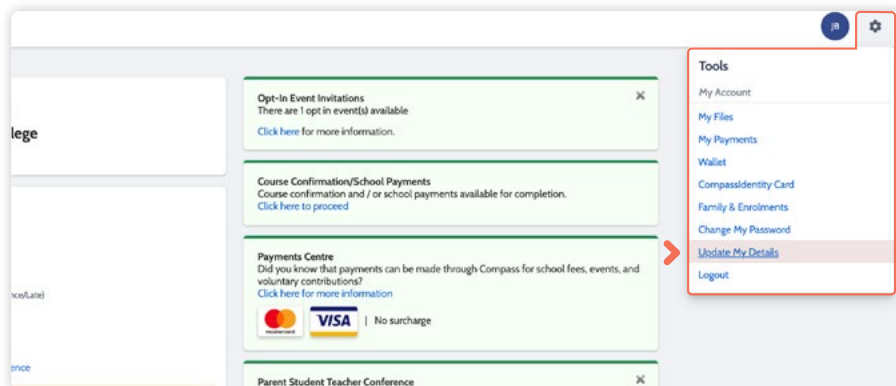 JB
lege
nce/Late)
ence
Opt-In Event Invitations
There are 1 opt in event(s) available
Click here for more information.
Course Confirmation/School Payments
Course confirmation and / or school payments available for completion.
Click here to proceed
Payments Centre
Did you know that payments can be made through Compass for school fees, events, and
voluntary contributions?
Click here for more information
mastercard VISA | No surcharge
Parent Student Teacher Conference
Tools
My Account
My Files
My Payments
Wallet
CompassIdentity Card
Family & Enrolments
Change My Password
Update My Details
Logout